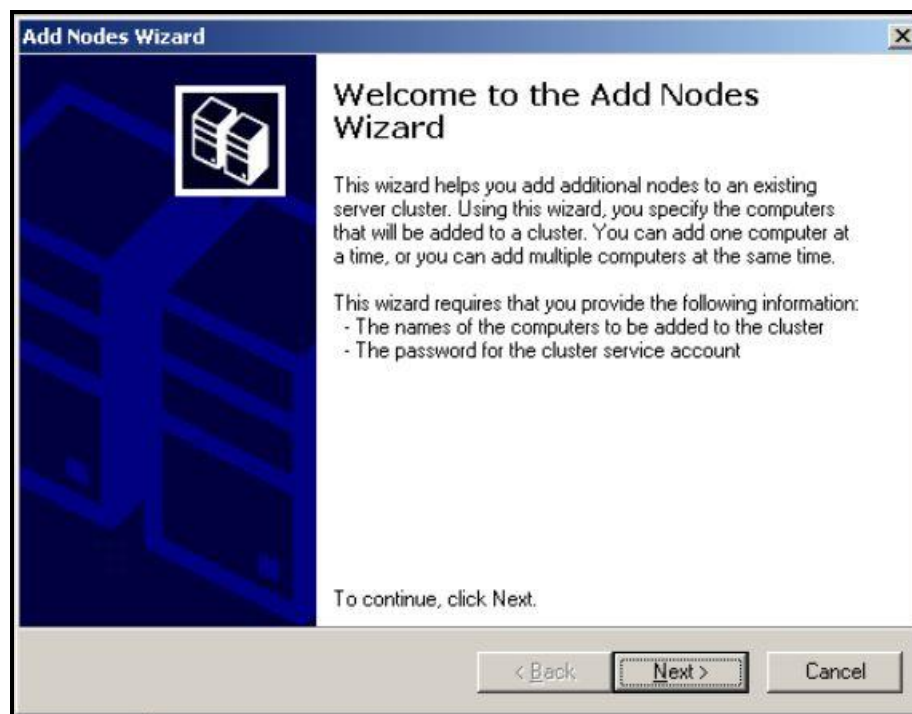 Add Nodes Wizard
Welcome to the Add Nodes
Wizard
This wizard helps you add additional nodes to an existing
server cluster. Using this wizard, you specify the computers
that will be added to a cluster. You can add one computer at
a time, or you can add multiple computers at the same time.
This wizard requires that you provide the following information:
- The names of the computers to be added to the cluster
- The password for the cluster service account
To continue, click Next.
< Back Next > Cancel